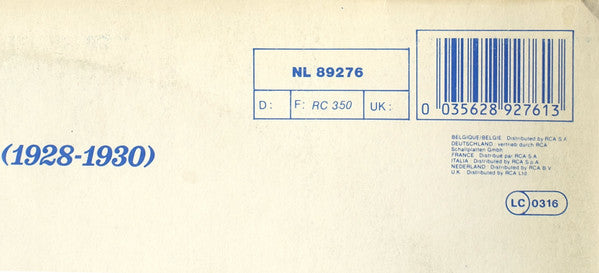 NL 89276
D: F: RC 350 UK:
0 035628 927613
(1928-1930)
BELGIQUE/BELGIË Distributed by RCA S.A.
DEUTSCHLAND vertrieb durch RCA
Schallplatten Gmbh
FRANCE Distribué par RCA S.A.
ITALIA Distributed by RCA S.p.A.
NEDERLAND Distributed by RCA B.V.
U.K. Distributed by RCA Ltd
LC 0316